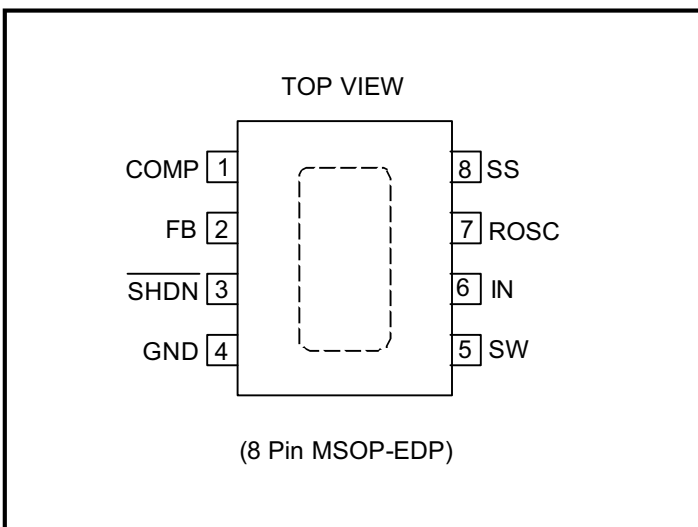 TOP VIEW
COMP 1 8 SS
FB 2 7 ROSC
SHDN 3 6 IN
GND 4 5 SW
(8 Pin MSOP-EDP)